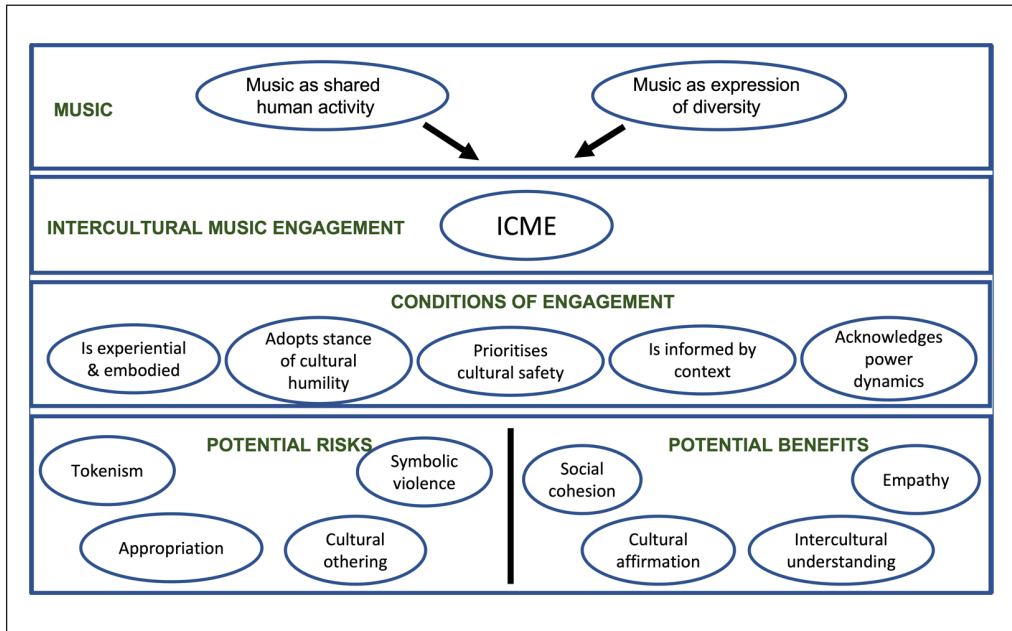 MUSIC
Music as shared
human activity
Music as expression
of diversity
INTERCULTURAL MUSIC ENGAGEMENT
ICME
CONDITIONS OF ENGAGEMENT
Is experiential
& embodied
Adopts stance
of cultural
humility
Prioritises
cultural safety
Is informed by
context
Acknowledges
power
dynamics
POTENTIAL RISKS
Tokenism
Symbolic
violence
Appropriation
Cultural
othering
POTENTIAL BENEFITS
Social
cohesion
Empathy
Cultural
affirmation
Intercultural
understanding